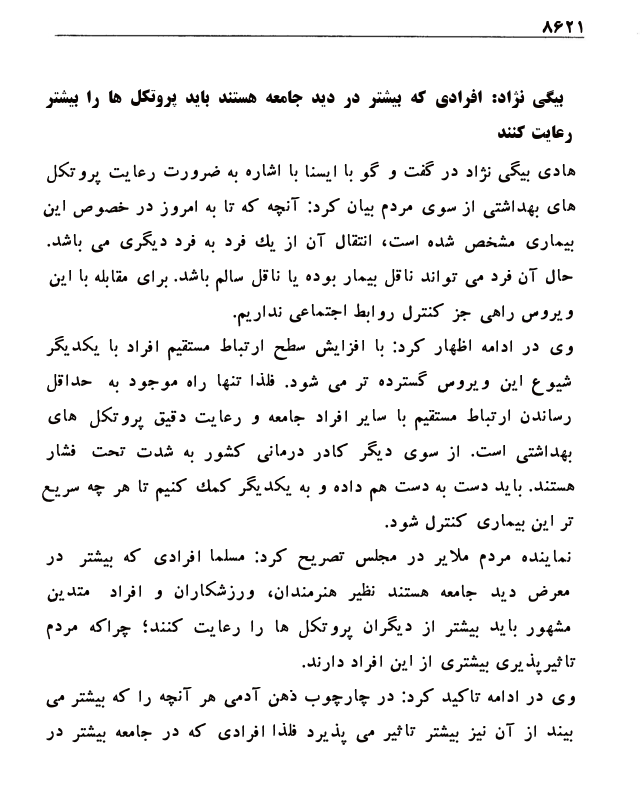 ۸۶۲۱
بیگی نژاد: افرادی که بیشتر در دید جامعه هستند باید پروتکل ها را بیشتر
رعایت کنند
هادی بیگی نژاد در گفت و گو با ایسنا با اشاره به ضرورت رعایت پروتکل
های بهداشتی از سوی مردم بیان کرد: آنچه که تا به امروز در خصوص این
بیماری مشخص شده است، انتقال آن از یك فرد به فرد دیگری می باشد.
حال آن فرد می تواند ناقل بیمار بوده یا ناقل سالم باشد. برای مقابله با این
ویروس راهی جز کنترل روابط اجتماعی نداریم.
وی در ادامه اظهار کرد: با افزایش سطح ارتباط مستقیم افراد با یکدیگر
شیوع این ویروس گسترده تر می شود. فلذا تنها راه موجود به حداقل
رساندن ارتباط مستقیم با سایر افراد جامعه و رعایت دقیق پروتکل های
بهداشتی است. از سوی دیگر کادر درمانی کشور به شدت تحت فشار
هستند. باید دست به دست هم داده و به یکدیگر کمك کنیم تا هر چه سریع
تر این بیماری کنترل شود.
نماینده مردم ملایر در مجلس تصریح کرد: مسلما افرادی که بیشتر در
معرض دید جامعه هستند نظیر هنرمندان، ورزشکاران و افراد متدین
مشهور باید بیشتر از دیگران پروتکل ها را رعایت کنند؛ چراکه مردم
تاثیرپذیری بیشتری از این افراد دارند.
وی در ادامه تاکید کرد: در چارچوب ذهن آدمی هر آنچه را که بیشتر می
بیند از آن نیز بیشتر تاثیر می پذیرد فلذا افرادی که در جامعه بیشتر در